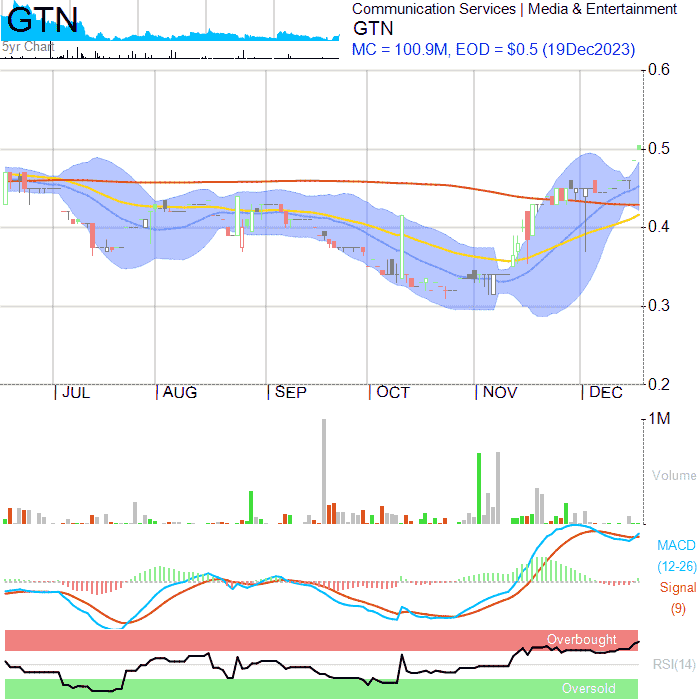 GTN
5yr Chart
Communication Services | Media & Entertainment
GTN
MC = 100.9M, EOD = $0.5 (19Dec2023)
0.6
0.5
0.4
0.3
0.2
JUL AUG SEP OCT NOV DEC
1M
Volume
MACD
(12-26)
Signal
(9)
Overbought
RSI(14)
Oversold